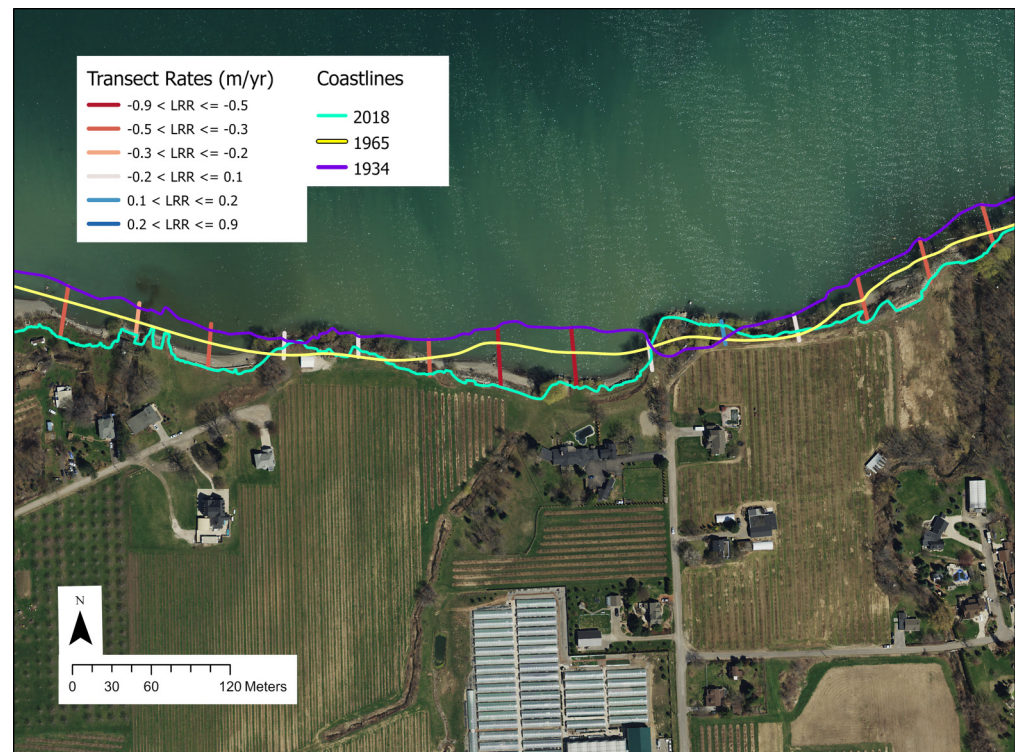 Transect Rates (m/yr)
-0.9 < LRR <= -0.5
-0.5 < LRR <= -0.3
-0.3 < LRR <= -0.2
-0.2 < LRR <= 0.1
0.1 < LRR <= 0.2
0.2 < LRR <= 0.9
Coastlines
2018
1965
1934
N
0 30 60 120 Meters